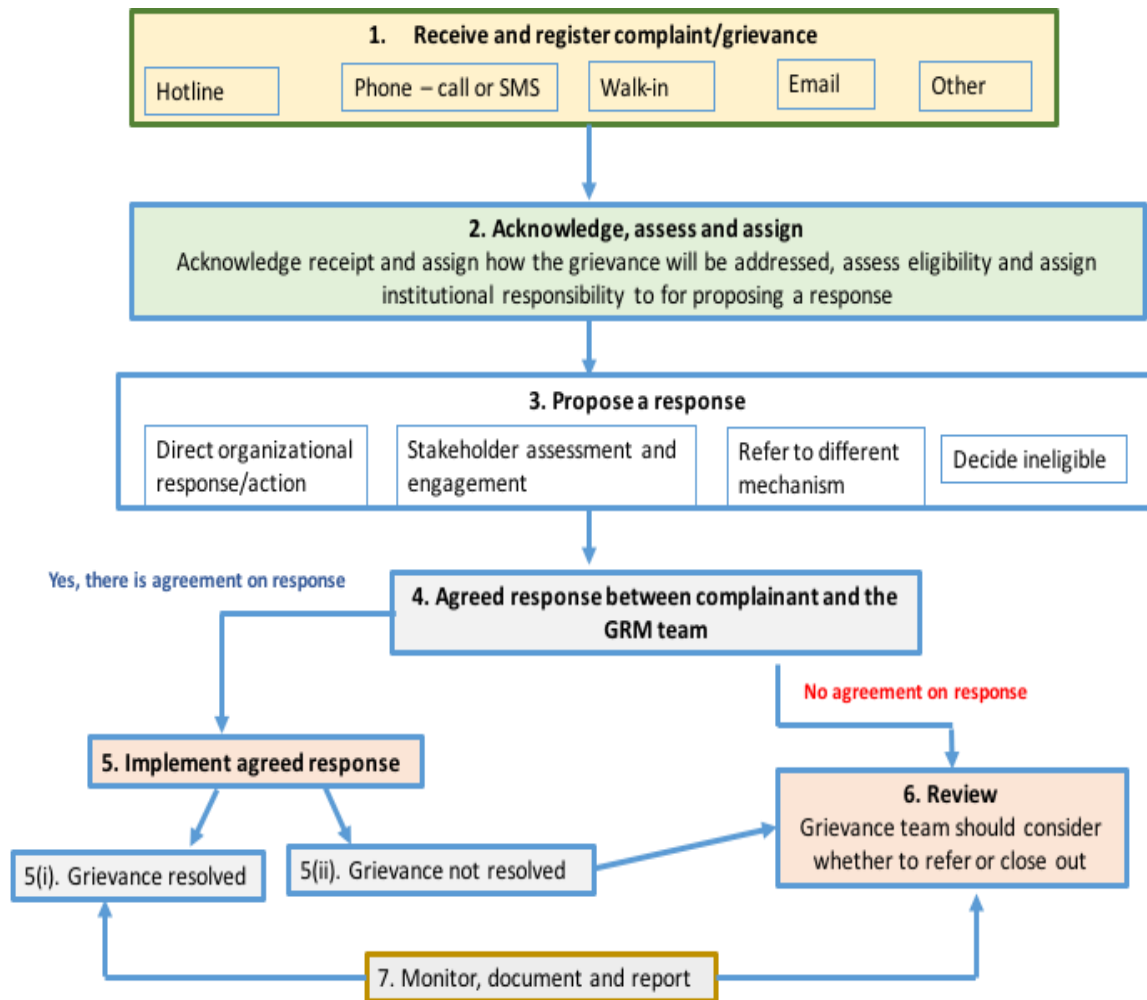 1. Receive and register complaint/grievance
Hotline
Phone – call or SMS
Walk-in
Email
Other
2. Acknowledge, assess and assign
Acknowledge receipt and assign how the grievance will be addressed, assess eligibility and assign
institutional responsibility to for proposing a response
3. Propose a response
Direct organizational
response/action
Stakeholder assessment and
engagement
Refer to different
mechanism
Decide ineligible
Yes, there is agreement on response
4. Agreed response between complainant and the
GRM team
No agreement on response
5. Implement agreed response
6. Review
Grievance team should consider
whether to refer or close out
5(i). Grievance resolved
5(ii). Grievance not resolved
7. Monitor, document and report